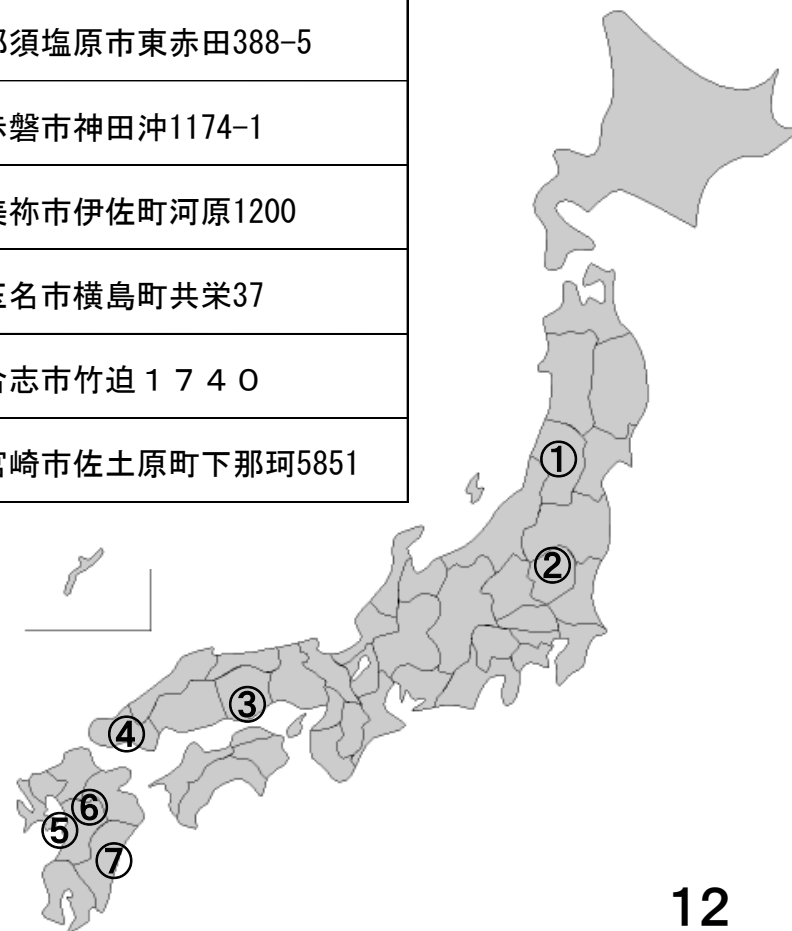 那須塩原市東赤田388-5
赤磐市神田沖1174-1
美祢市伊佐町河原1200
玉名市横島町共栄37
合志市竹迫1740
宮崎市佐土原町下那珂5851
①
②
③
④
⑥
⑤
⑦
12